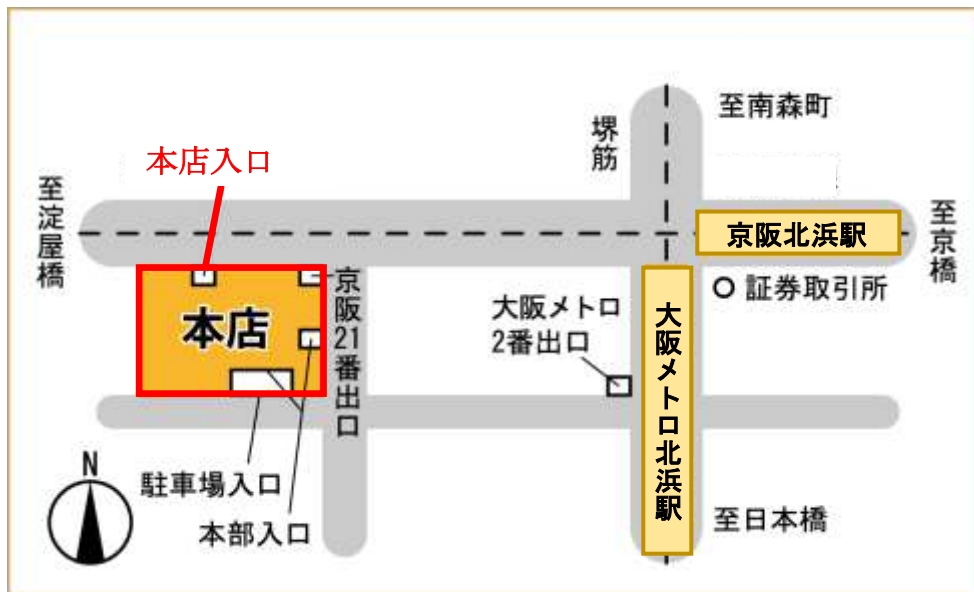 至南森町
堺筋
本店入口
至淀屋橋
京阪北浜駅
至京橋
証券取引所
京阪21番出口
大阪メトロ
2番出口
大阪メトロ北浜駅
本店
N
駐車場入口
本部入口
至日本橋